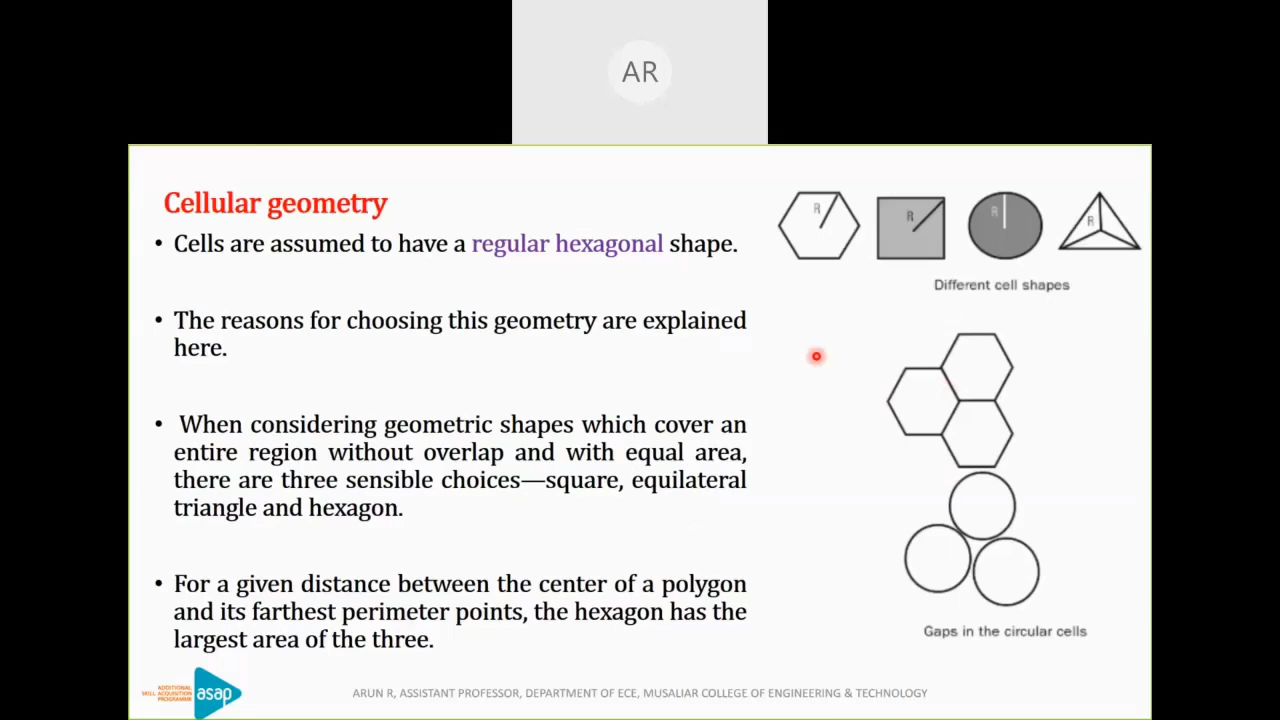 AR
Cellular geometry
• Cells are assumed to have a regular hexagonal shape.
• The reasons for choosing this geometry are explained
here.
• When considering geometric shapes which cover an
entire region without overlap and with equal area,
there are three sensible choices—square, equilateral
triangle and hexagon.
• For a given distance between the center of a polygon
and its farthest perimeter points, the hexagon has the
largest area of the three.
R
R
R
R
Different cell shapes
Gaps in the circular cells
ADDITIONAL
SKILL ACQUISITION
PROGRAMME
asap
ARUN R, ASSISTANT PROFESSOR, DEPARTMENT OF ECE, MUSALIAR COLLEGE OF ENGINEERING & TECHNOLOGY